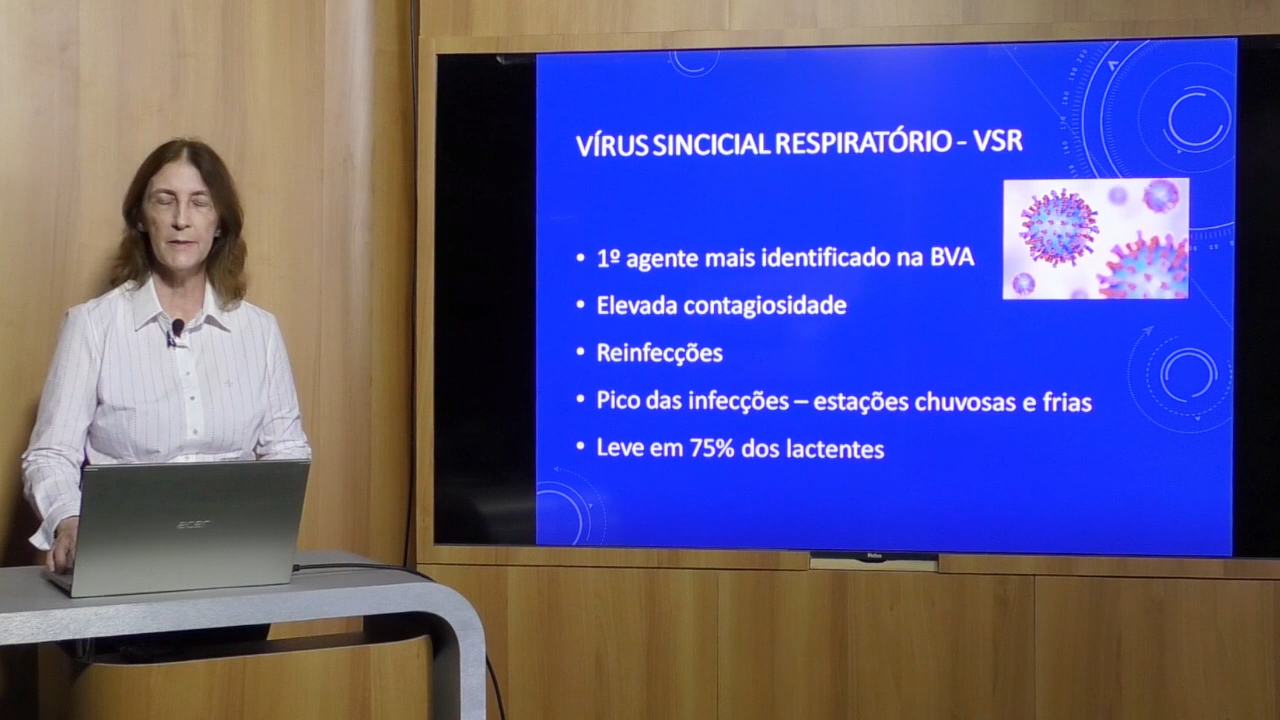 VÍRUS SINCICIAL RESPIRATÓRIO - VSR
• 1º agente mais identificado na BVA
• Elevada contagiosidade
• Reinfecções
• Pico das infecções – estações chuvosas e frias
• Leve em 75% dos lactentes
acer
Philco